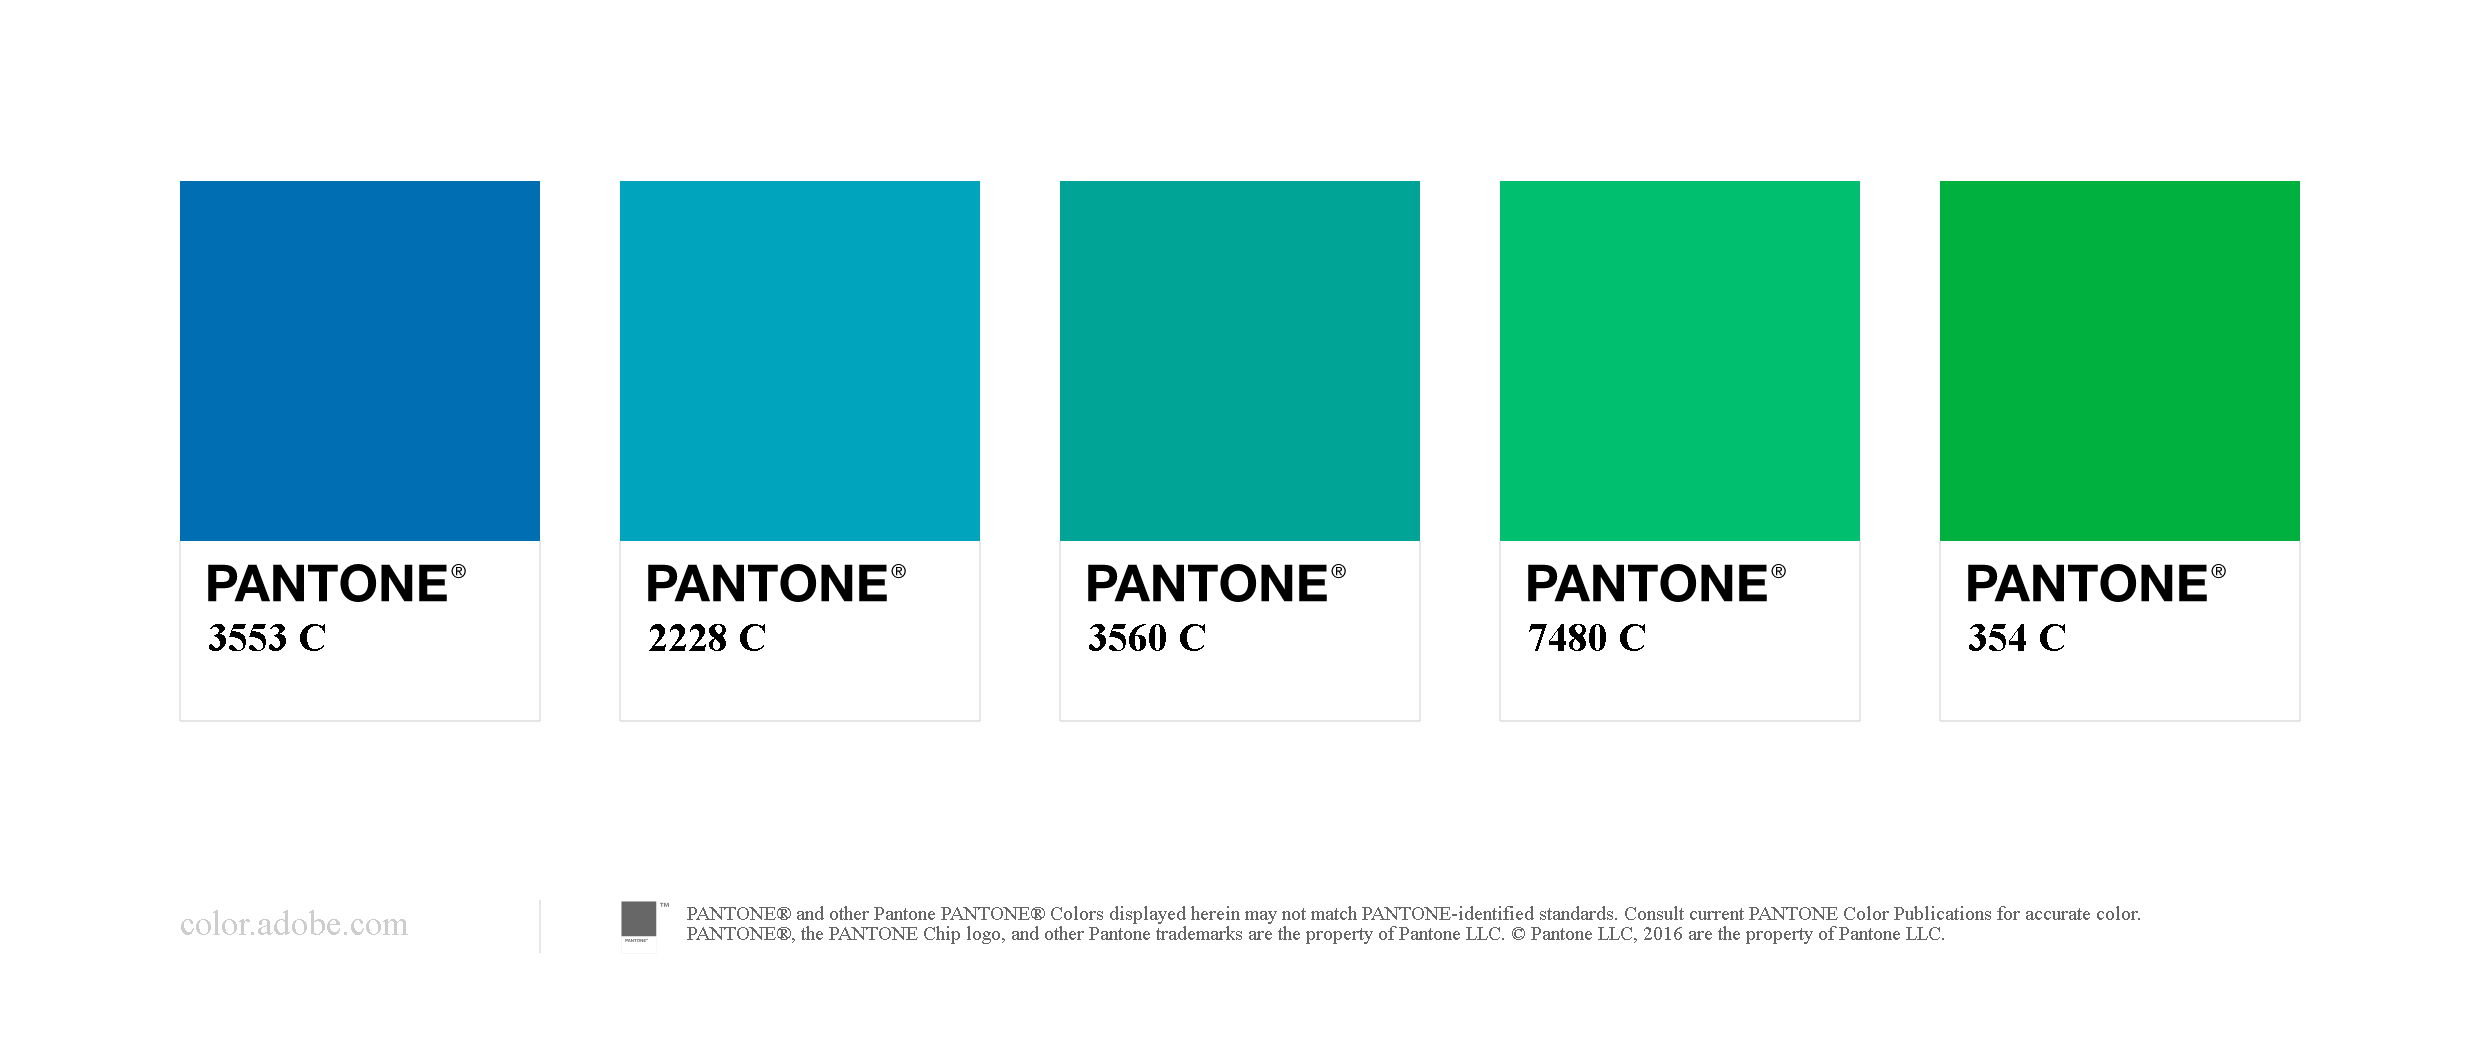 PANTONE®
3553 C
PANTONE®
2228 C
PANTONE®
3560 C
PANTONE®
7480 C
PANTONE®
354 C
color.adobe.com
PANTONE™
PANTONE® and other Pantone PANTONE® Colors displayed herein may not match PANTONE-identified standards. Consult current PANTONE Color Publications for accurate color.
PANTONE®, the PANTONE Chip logo, and other Pantone trademarks are the property of Pantone LLC. © Pantone LLC, 2016 are the property of Pantone LLC.